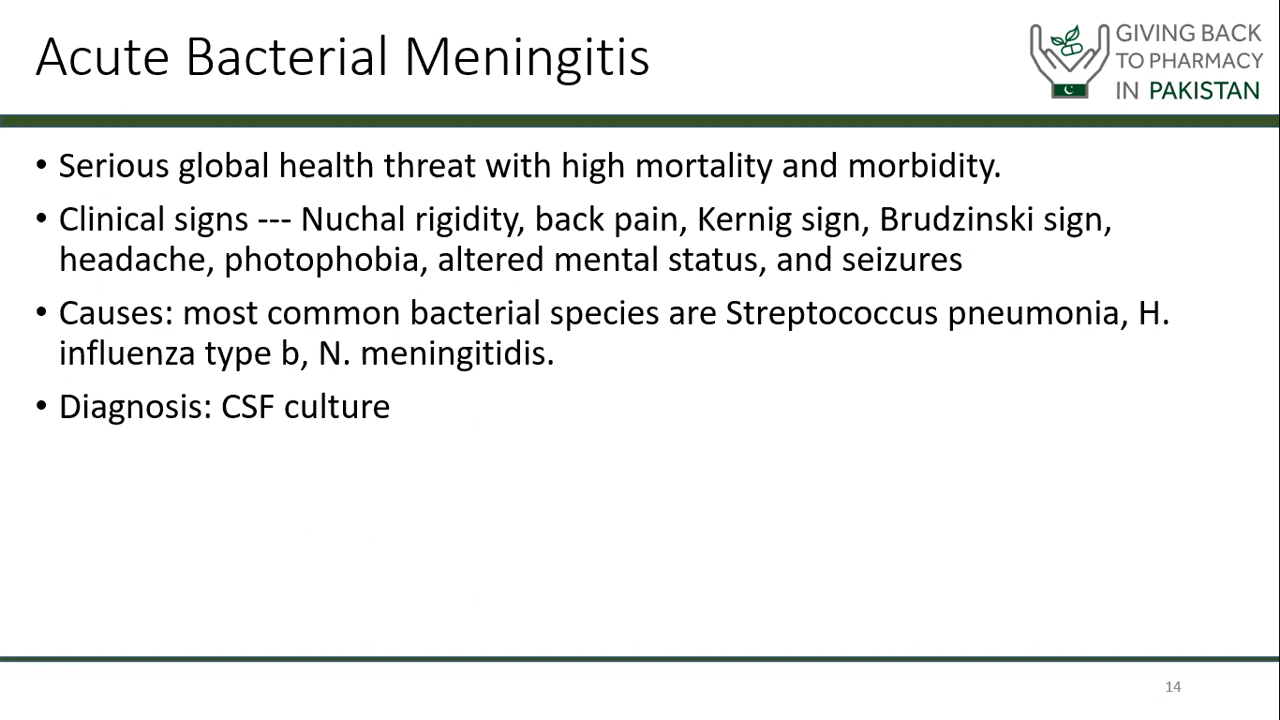 Acute Bacterial Meningitis
GIVING BACK
TO PHARMACY
IN PAKISTAN
• Serious global health threat with high mortality and morbidity.
• Clinical signs --- Nuchal rigidity, back pain, Kernig sign, Brudzinski sign,
headache, photophobia, altered mental status, and seizures
• Causes: most common bacterial species are Streptococcus pneumonia, H.
influenza type b, N. meningitidis.
• Diagnosis: CSF culture
14